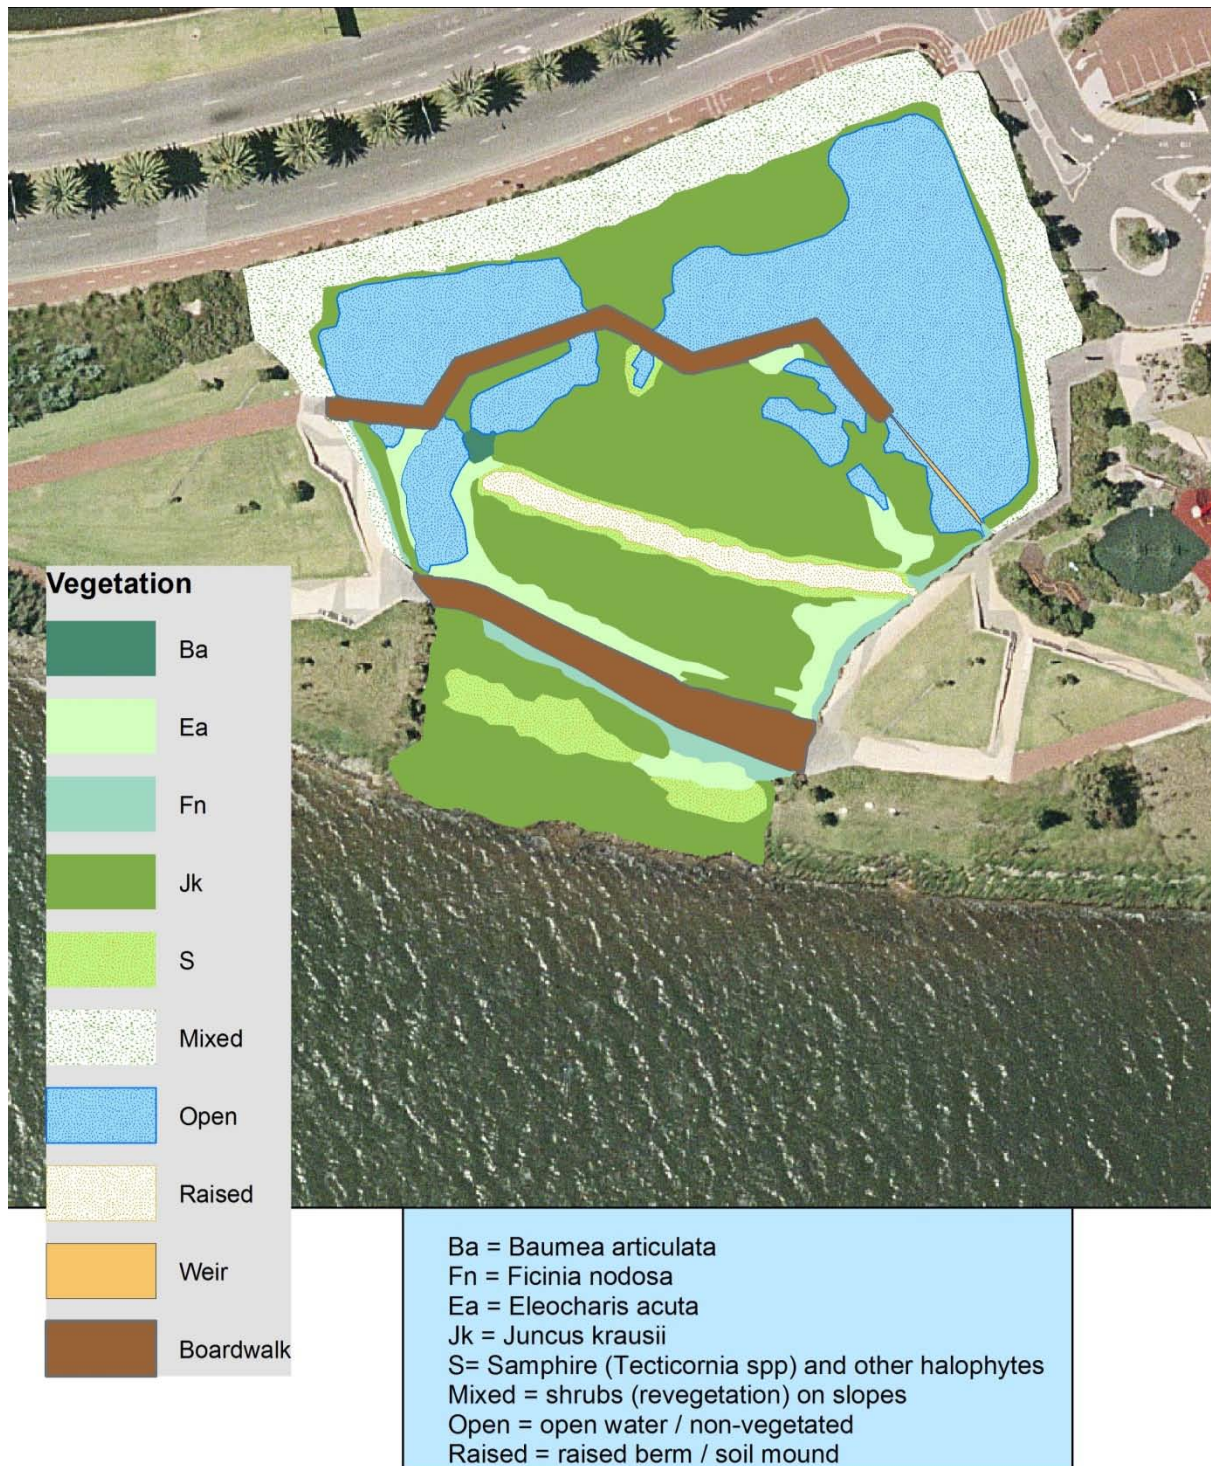 Vegetation
Ba
Ea
Fn
Jk
S
Mixed
Open
Raised
Weir
Boardwalk
Ba = Baumea articulata
Fn = Ficinia nodosa
Ea = Eleocharis acuta
Jk = Juncus krausii
S= Samphire (Tecticornia spp) and other halophytes
Mixed = shrubs (revegetation) on slopes
Open = open water / non-vegetated
Raised = raised berm / soil mound